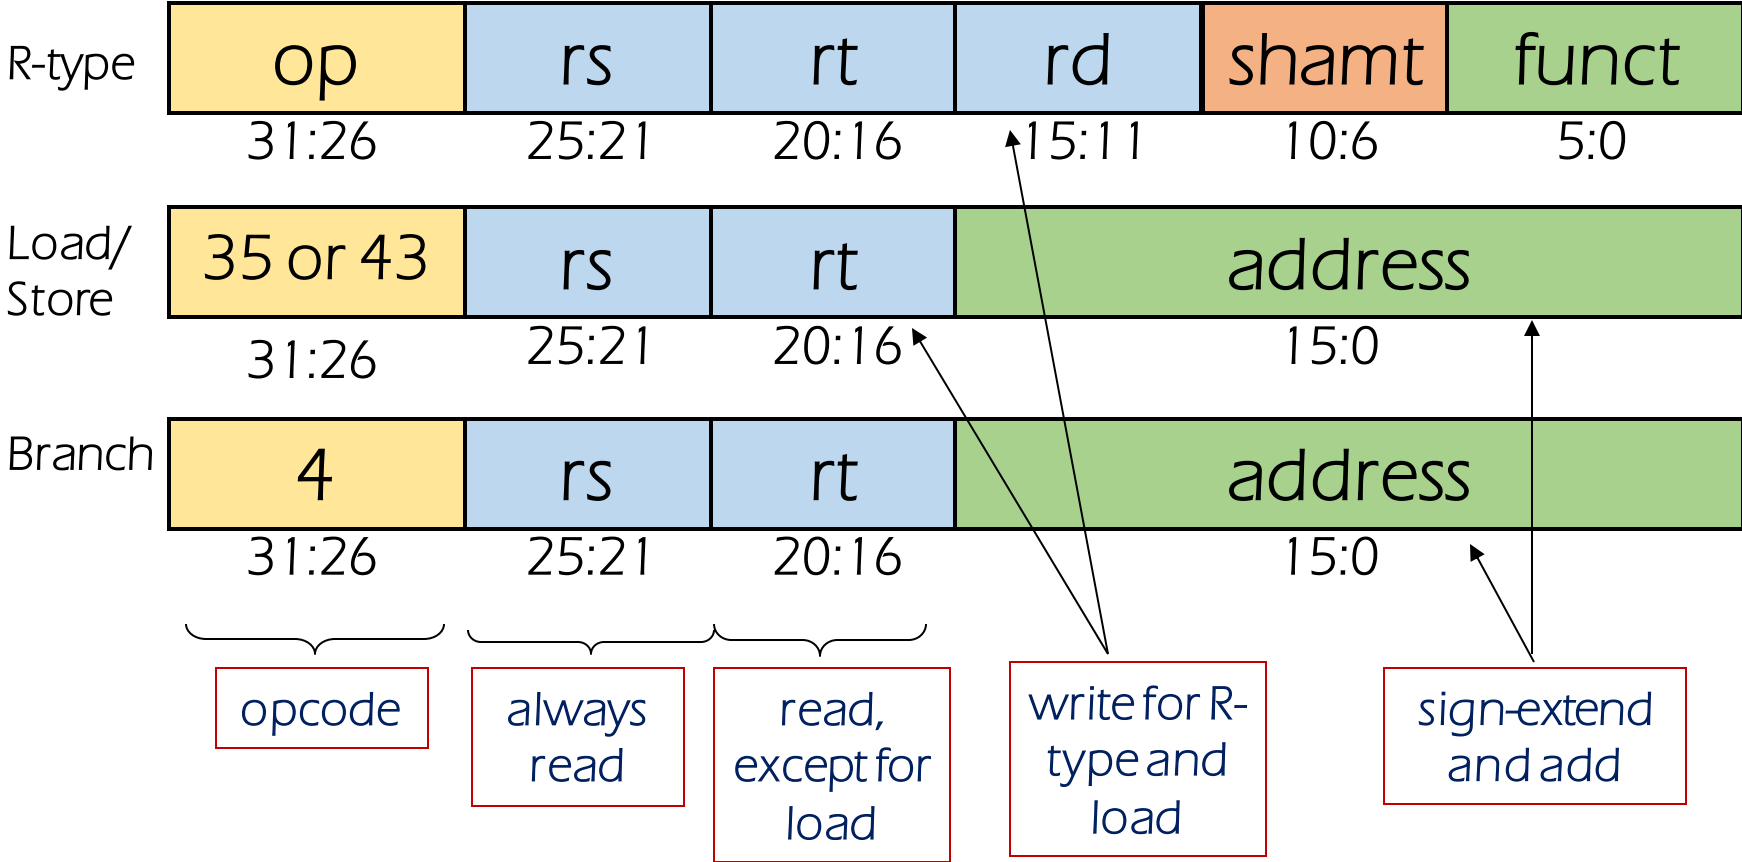 R-type
op
rs
rt
rd
shamt
funct
31:26
25:21
20:16
15:11
10:6
5:0
Load/
Store
35 or 43
rs
rt
address
31:26
25:21
20:16
15:0
Branch
4
rs
rt
address
31:26
25:21
20:16
15:0
opcode
always
read
read,
except for
load
write for R-
type and
load
sign-extend
and add